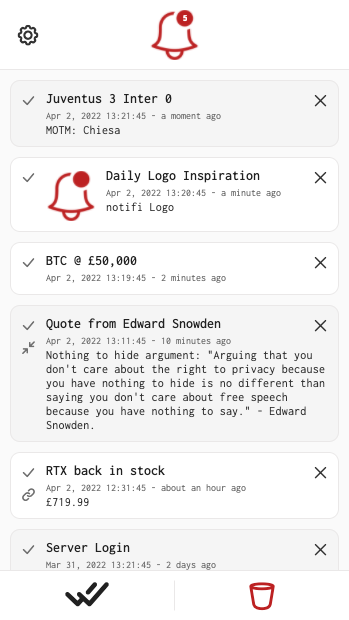 5
Juventus 3 Inter 0
Apr 2, 2022 13:21:45 - a moment ago
MOTM: Chiesa
Daily Logo Inspiration
Apr 2, 2022 13:20:45 - a minute ago
notifi Logo
BTC @ £50,000
Apr 2, 2022 13:19:45 - 2 minutes ago
Quote from Edward Snowden
Apr 2, 2022 13:11:45 - 10 minutes ago
Nothing to hide argument: "Arguing that you
don't care about the right to privacy because
you have nothing to hide is no different than
saying you don't care about free speech
because you have nothing to say." - Edward
Snowden.
RTX back in stock
Apr 2, 2022 12:31:45 - about an hour ago
£719.99
Server Login
Mar 31, 2022 13:21:45 - 2 days ago